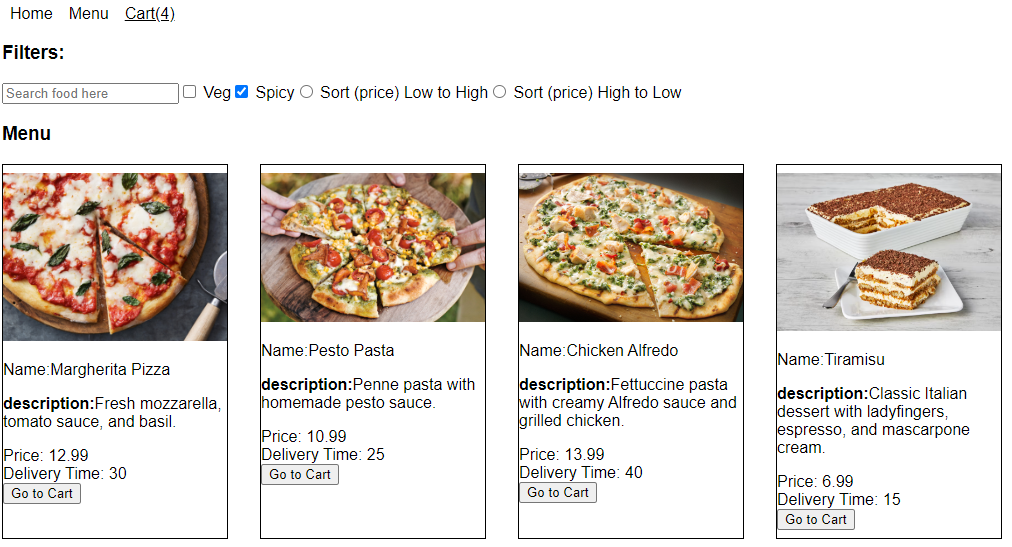 Home Menu Cart(4)
Filters:
Search food here Veg Spicy Sort (price) Low to High Sort (price) High to Low
Menu
Name:Margherita Pizza
description:Fresh mozzarella,
tomato sauce, and basil.
Price: 12.99
Delivery Time: 30
Go to Cart
Name:Pesto Pasta
description:Penne pasta with
homemade pesto sauce.
Price: 10.99
Delivery Time: 25
Go to Cart
Name:Chicken Alfredo
description:Fettuccine pasta
with creamy Alfredo sauce and
grilled chicken.
Price: 13.99
Delivery Time: 40
Go to Cart
Name:Tiramisu
description:Classic Italian
dessert with ladyfingers,
espresso, and mascarpone
cream.
Price: 6.99
Delivery Time: 15
Go to Cart